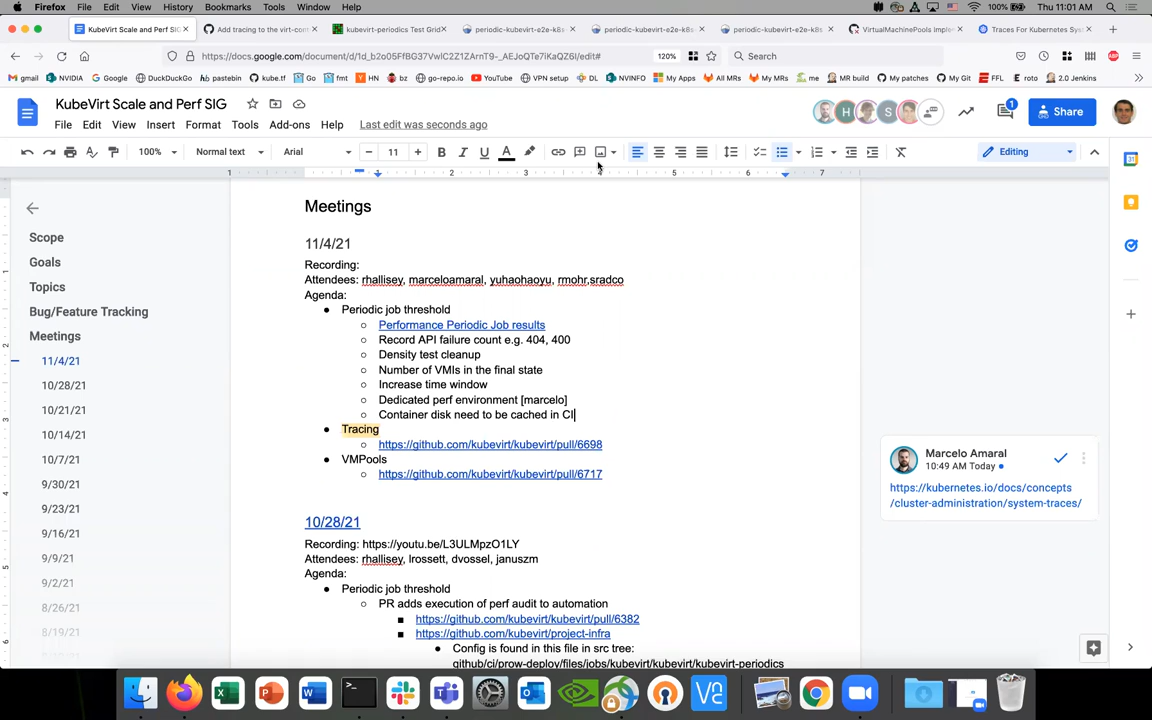 Firefox File Edit View History Bookmarks Tools Window Help 100% Thu 11:01 AM
KubeVirt Scale and Perf SIG Add tracing to the virt-com kubevirt-periodics Test Grid periodic-kubevirt-e2e-k8s- periodic-kubevirt-e2e-k8s- periodic-kubevirt-e2e-k8s- VirtualMachinePools implem Traces For Kubernetes Sys
https://docs.google.com/document/d/1d_b2o05FfBG37VwlC2Z1ZArnT9-_AEJoQTe7iKaQZ6I/edit# 120% Search
gmail NVIDIA Google DuckDuckGo pastebin kube.tf Go fmt HN bz go-repo.io YouTube VPN setup DL NVINFO My Apps All MRs My MRs me MR build My patches My Git FFL roto 2.0 Jenkins
KubeVirt Scale and Perf SIG
H S 1 Share
File Edit View Insert Format Tools Add-ons Help Last edit was seconds ago
100% Normal text Arial 11 B I U A Editing
1 1 2 3 4 5 6 7
Scope
Goals
Topics
Bug/Feature Tracking
Meetings
11/4/21
10/28/21
10/21/21
10/14/21
10/7/21
9/30/21
9/23/21
9/16/21
9/9/21
9/2/21
8/26/21
8/19/21
Meetings
11/4/21
Recording:
Attendees: rhallisey, marceloamaral, yuhaohaoyu, rmohr,sradco
Agenda:
● Periodic job threshold
○ Performance Periodic Job results
○ Record API failure count e.g. 404, 400
○ Density test cleanup
○ Number of VMIs in the final state
○ Increase time window
○ Dedicated perf environment [marcelo]
○ Container disk need to be cached in CI
● Tracing
○ https://github.com/kubevirt/kubevirt/pull/6698
● VMPools
○ https://github.com/kubevirt/kubevirt/pull/6717
10/28/21
Recording: https://youtu.be/L3ULMpzO1LY
Attendees: rhallisey, lrossett, dvossel, januszm
Agenda:
● Periodic job threshold
○ PR adds execution of perf audit to automation
■ https://github.com/kubevirt/kubevirt/pull/6382
■ https://github.com/kubevirt/project-infra
● Config is found in this file in src tree:
github/ci/prow-deploy/files/jobs/kubevirt/kubevirt/kubevirt-periodics
Marcelo Amaral
10:49 AM Today
https://kubernetes.io/docs/concepts
/cluster-administration/system-traces/